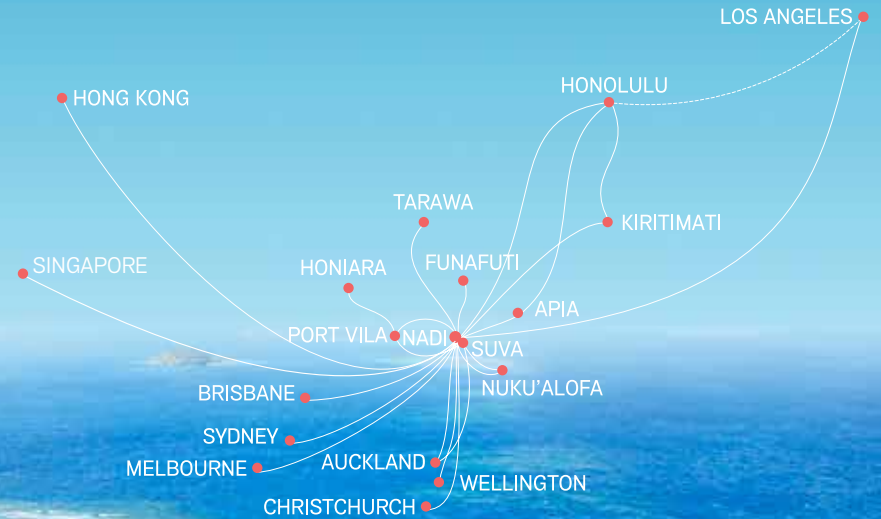 LOS ANGELES
HONOLULU
HONG KONG
TARAWA
KIRITIMATI
FUNAFUTI
SINGAPORE
HONIARA
APIA
PORT VILA
NADI
SUVA
NUKU'ALOFA
BRISBANE
SYDNEY
AUCKLAND
MELBOURNE
WELLINGTON
CHRISTCHURCH